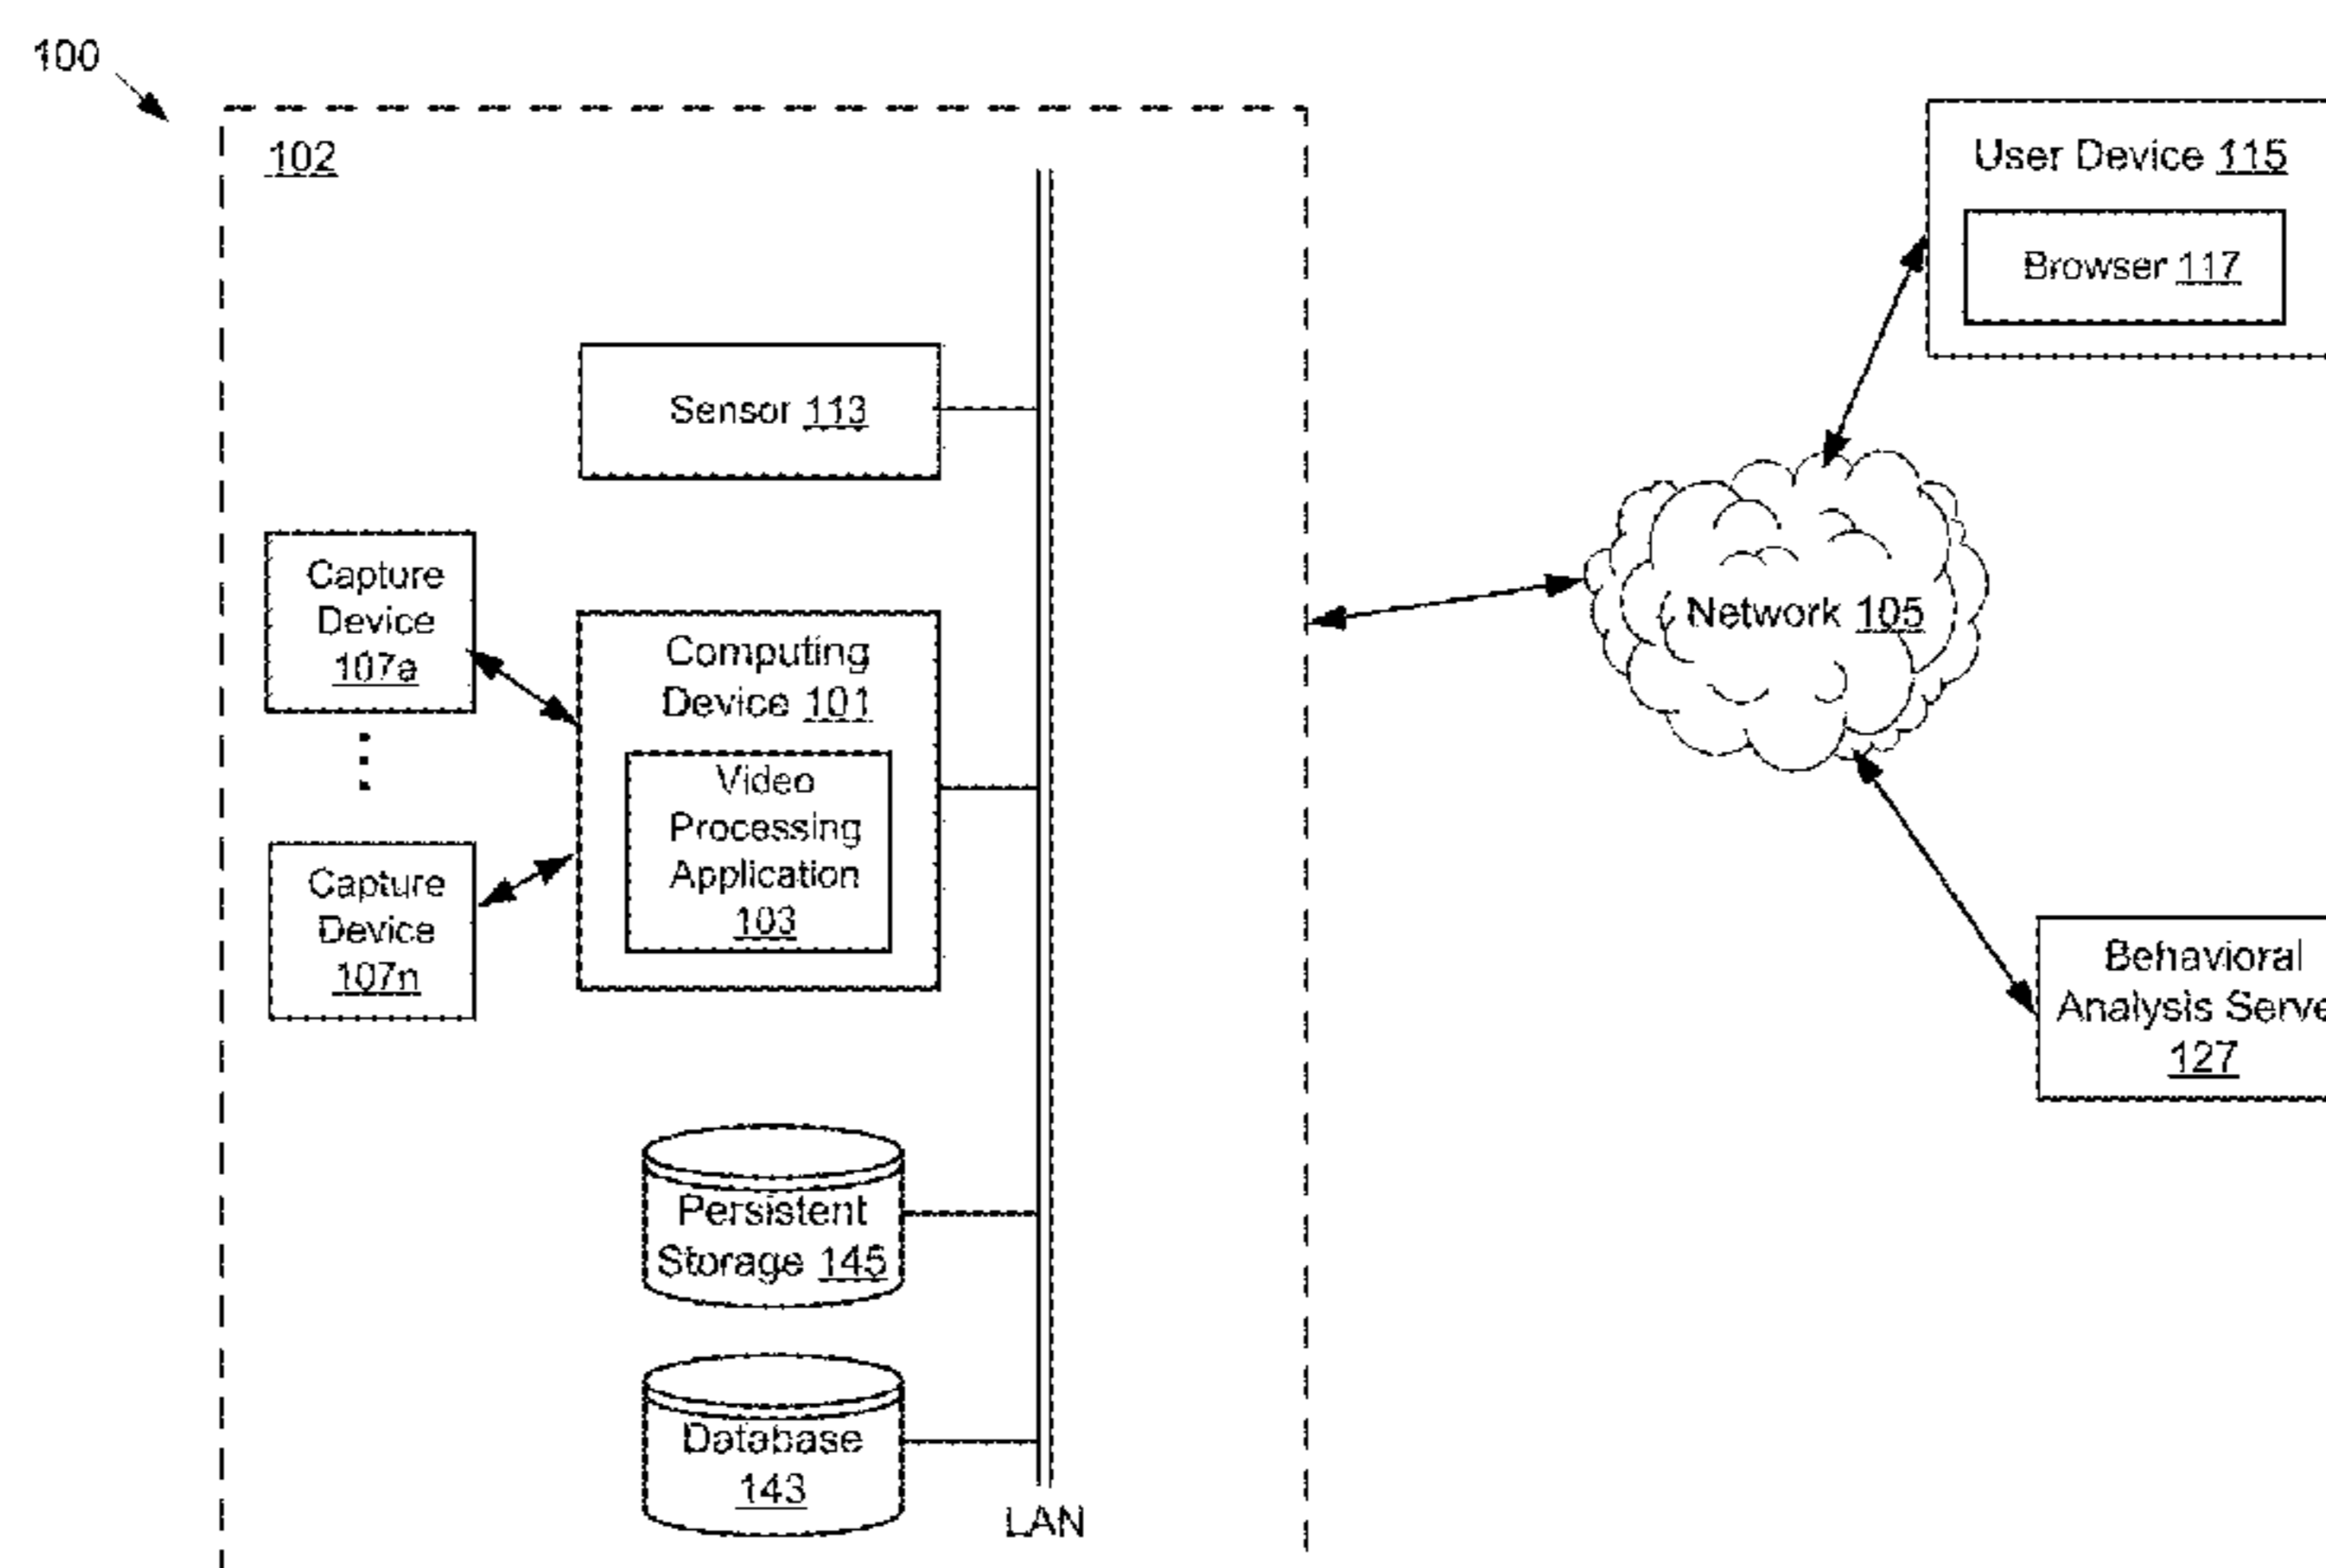 100
102
User Device 115
Browser 117
Sensor 113
Capture
Device
107a
Computing
Device 101
Video
Processing
Application
103
Network 105
Capture
Device
107n
Behavioral
Analysis Serve
127
Persistent
Storage 145
Database
143
LAN